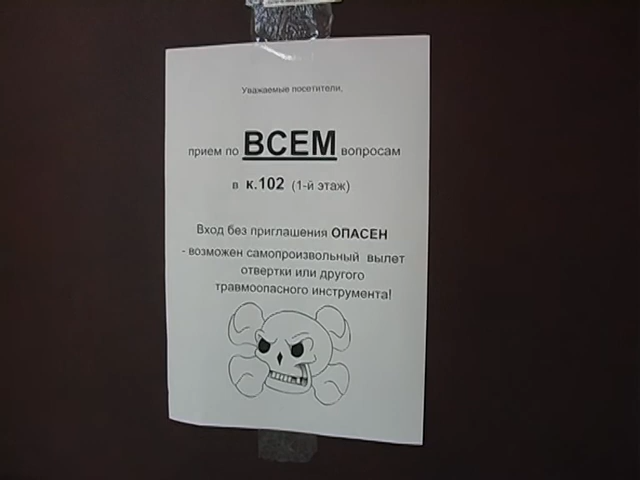 Уважаемые посетители,
прием по ВСЕМ вопросам
в к.102 (1-й этаж)
Вход без приглашения ОПАСЕН
- возможен самопроизвольный вылет
отвертки или другого
травмоопасного инструмента!